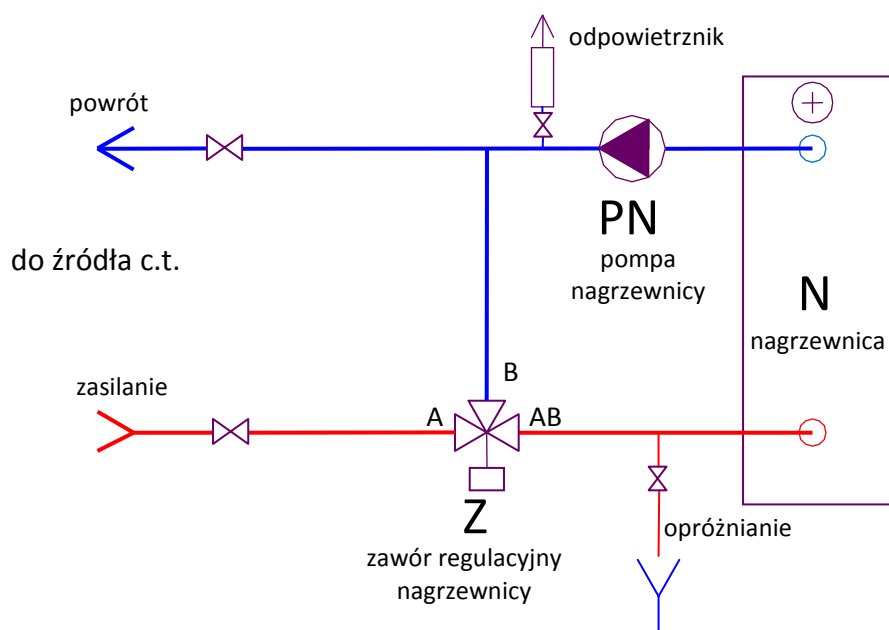 odpowietrznik
powrót
PN
pompa
nagrzewnicy
do źródła c.t.
N
nagrzewnica
zasilanie
B
A
AB
Z
zawór regulacyjny
nagrzewnicy
opróżnianie